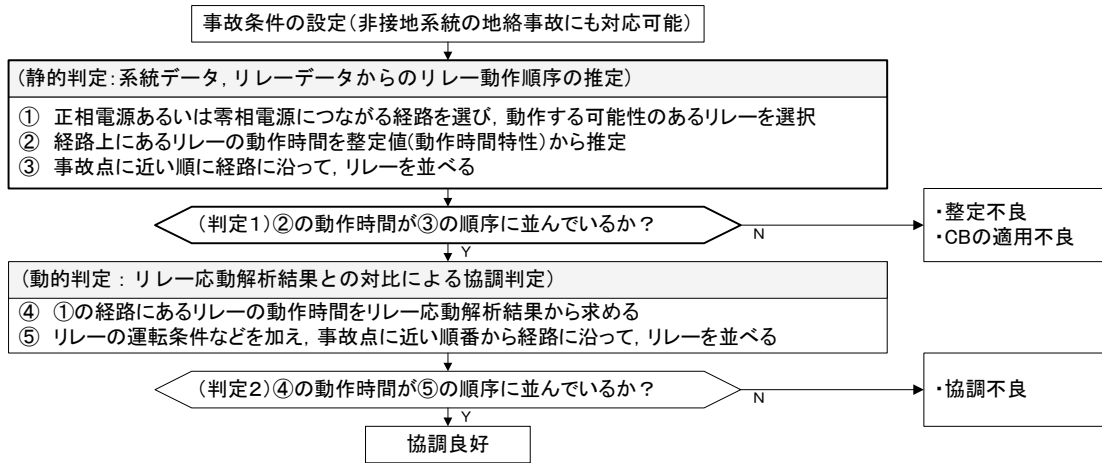 事故条件の設定(非接地系統の地絡事故にも対応可能)
(静的判定:系統データ, リレーデータからのリレー動作順序の推定)
① 正相電源あるいは零相電源につながる経路を選び, 動作する可能性のあるリレーを選択
② 経路上にあるリレーの動作時間を整定値(動作時間特性)から推定
③ 事故点に近い順に経路に沿って, リレーを並べる
(判定1)②の動作時間が③の順序に並んでいるか?
N
・整定不良
・CBの適用不良
Y
(動的判定 : リレー応動解析結果との対比による協調判定)
④ ①の経路にあるリレーの動作時間をリレー応動解析結果から求める
⑤ リレーの運転条件などを加え, 事故点に近い順番から経路に沿って, リレーを並べる
(判定2)④の動作時間が⑤の順序に並んでいるか?
N
・協調不良
Y
協調良好